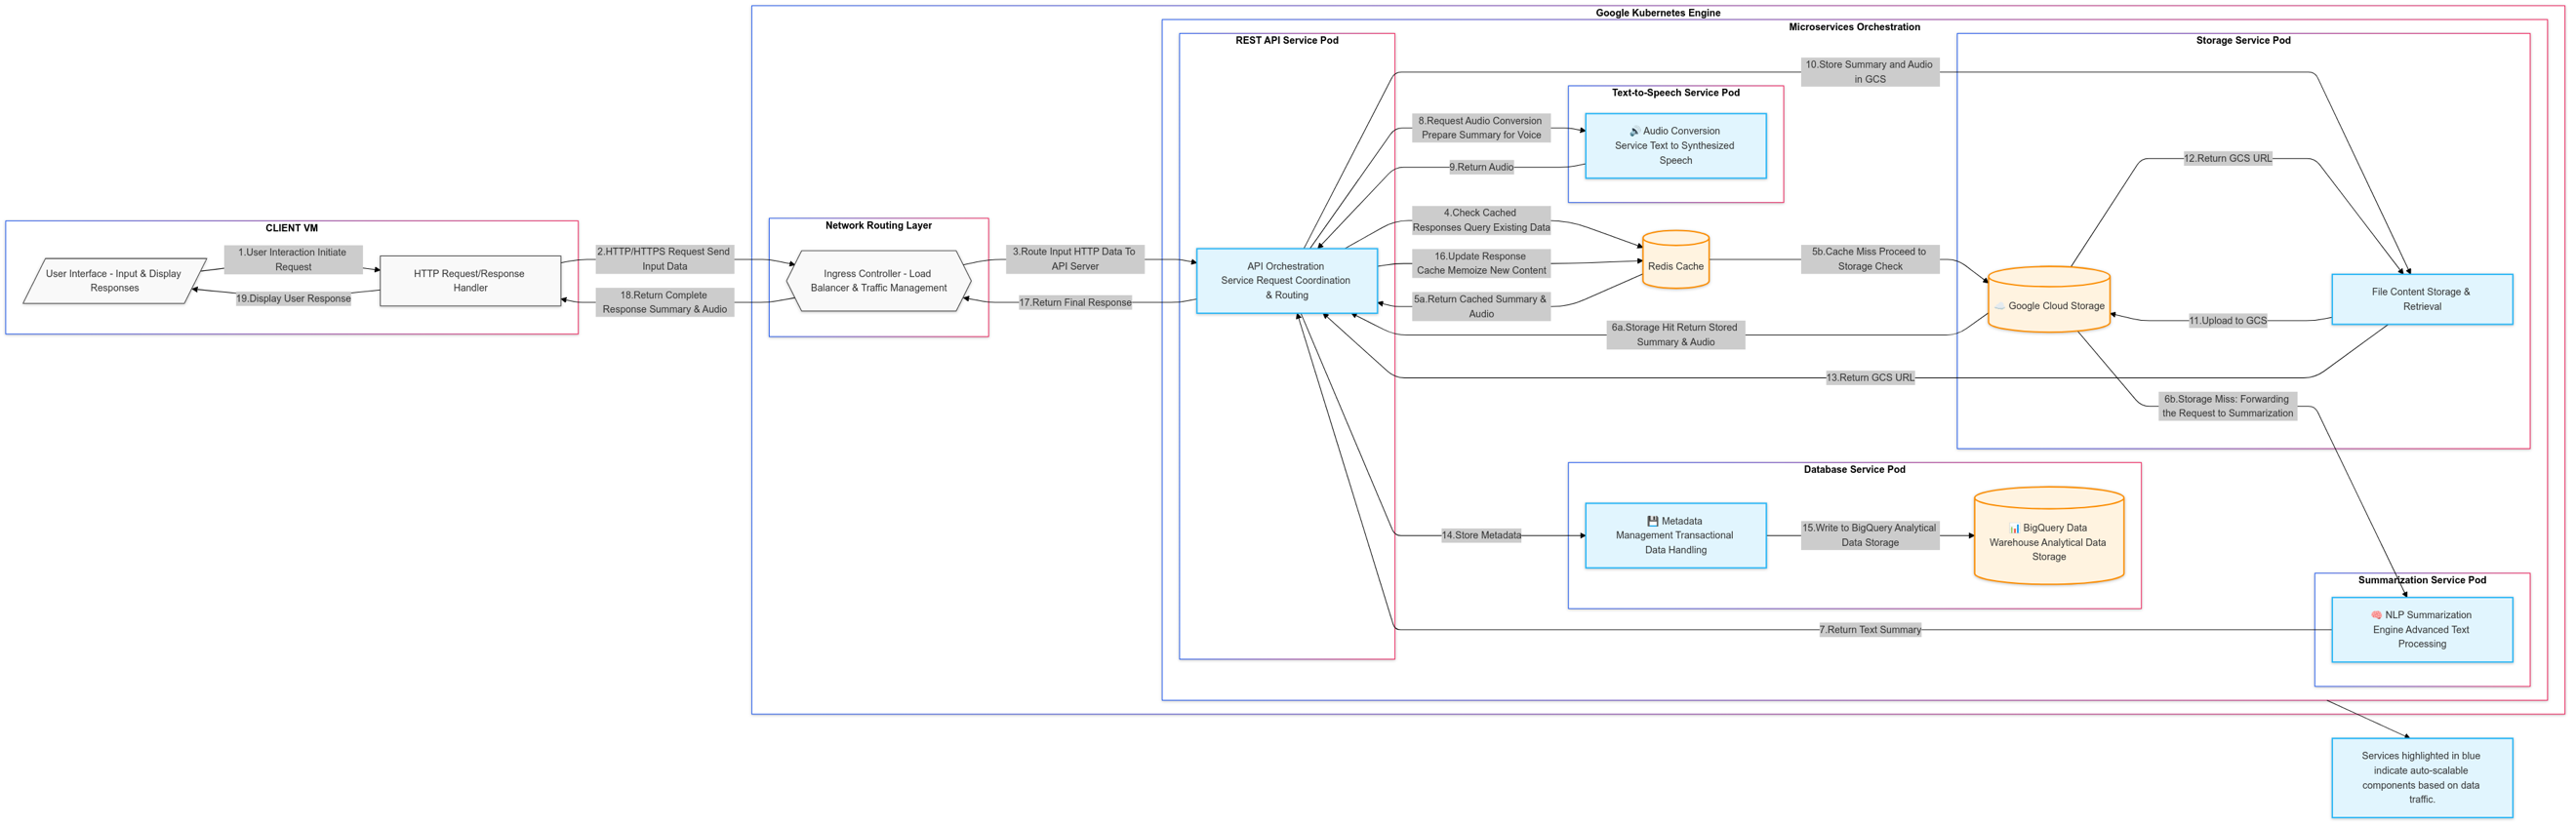 Google Kubernetes Engine
Microservices Orchestration
REST API Service Pod
Storage Service Pod
10.Store Summary and Audio
in GCS
Text-to-Speech Service Pod
8.Request Audio Conversion
Prepare Summary for Voice
🔊 Audio Conversion
Service Text to Synthesized
Speech
9.Return Audio
12.Return GCS URL
CLIENT VM
Network Routing Layer
User Interface - Input & Display
Responses
1.User Interaction Initiate
Request
19.Display User Response
HTTP Request/Response
Handler
2.HTTP/HTTPS Request Send
Input Data
18.Return Complete
Response Summary & Audio
Ingress Controller - Load
Balancer & Traffic Management
3.Route Input HTTP Data To
API Server
17.Return Final Response
API Orchestration
Service Request Coordination
& Routing
4.Check Cached
Responses Query Existing Data
16.Update Response
Cache Memoize New Content
5a.Return Cached Summary &
Audio
Redis Cache
5b.Cache Miss Proceed to
Storage Check
6a.Storage Hit Return Stored
Summary & Audio
☁️ Google Cloud Storage
11.Upload to GCS
File Content Storage &
Retrieval
13.Return GCS URL
6b.Storage Miss: Forwarding
the Request to Summarization
Database Service Pod
14.Store Metadata
💾 Metadata
Management Transactional
Data Handling
15.Write to BigQuery Analytical
Data Storage
📊 BigQuery Data
Warehouse Analytical Data
Storage
Summarization Service Pod
🧠 NLP Summarization
Engine Advanced Text
Processing
7.Return Text Summary
Services highlighted in blue
indicate auto-scalable
components based on data
traffic.